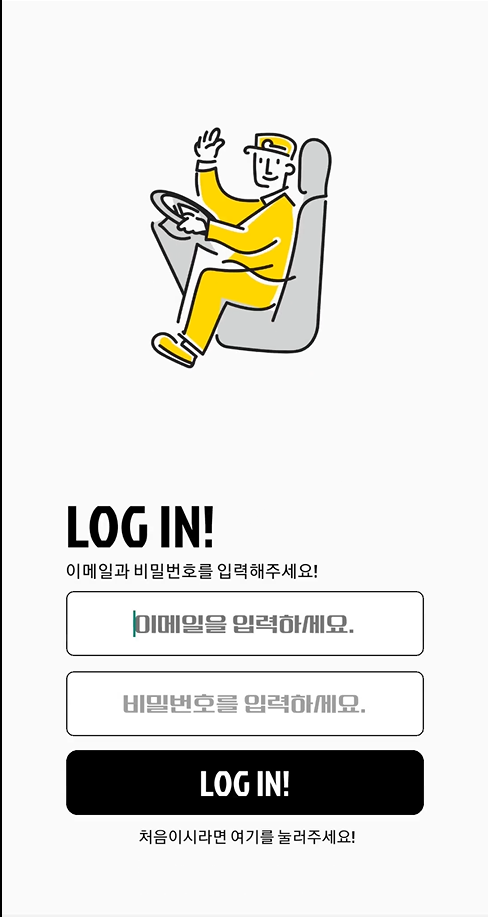 LOG IN!
이메일과 비밀번호를 입력해주세요!
이메일을 입력하세요.
비밀번호를 입력하세요.
LOG IN!
처음이시라면 여기를 눌러주세요!